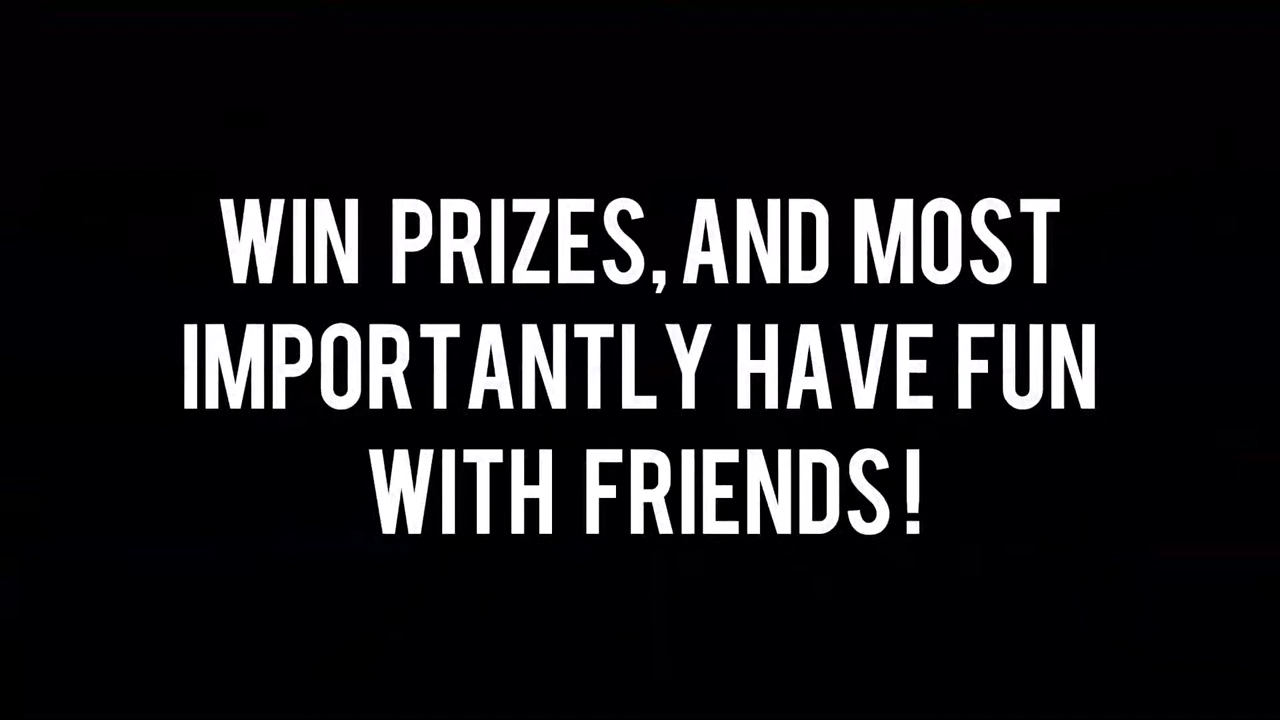 WIN PRIZES, AND MOST
IMPORTANTLY HAVE FUN
WITH FRIENDS!